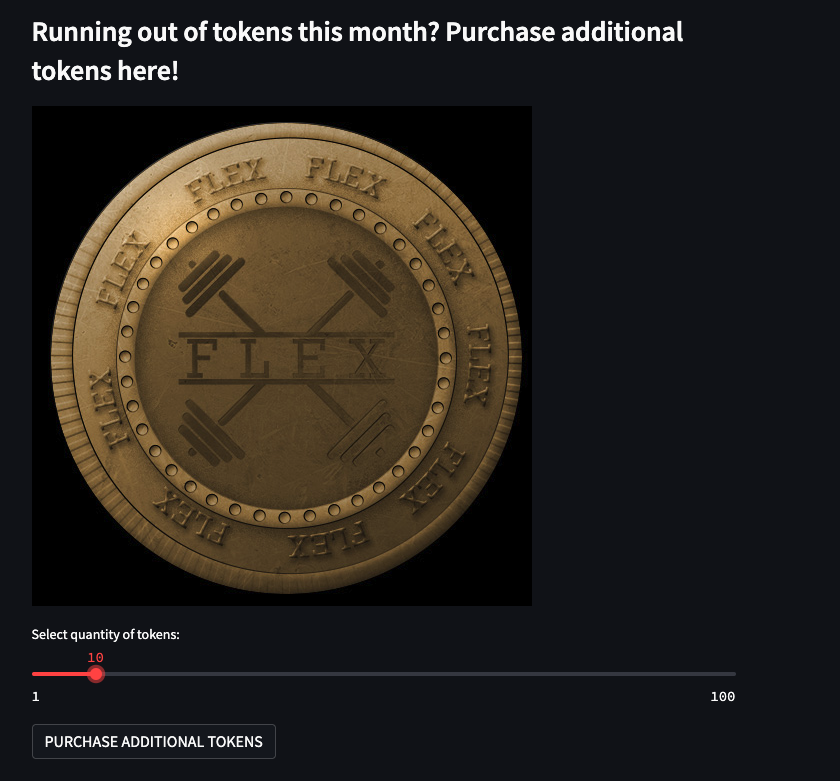 Running out of tokens this month? Purchase additional
tokens here!
FLEX FLEX
FLEX FLEX
FLEX
FLEX FLEX
FLEX FLEX
FLEX FLEX
Select quantity of tokens:
10
1 100
PURCHASE ADDITIONAL TOKENS